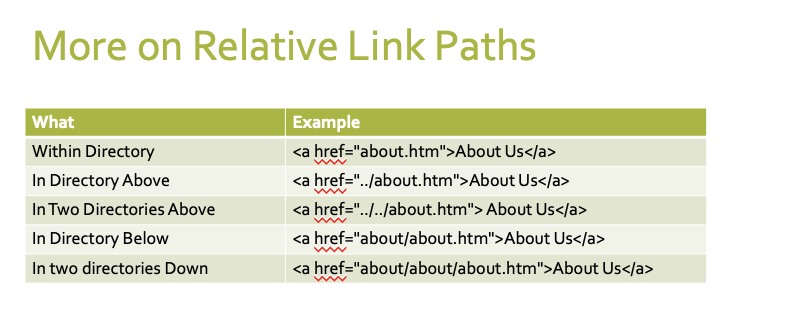 More on Relative Link Paths
What Example
Within Directory <a href="about.htm">About Us</a>
In Directory Above <a href="../about.htm">About Us</a>
In Two Directories Above <a href="../../about.htm"> About Us</a>
In Directory Below <a href="about/about.htm">About Us</a>
In two directories Down <a href="about/about/about.htm">About Us</a>